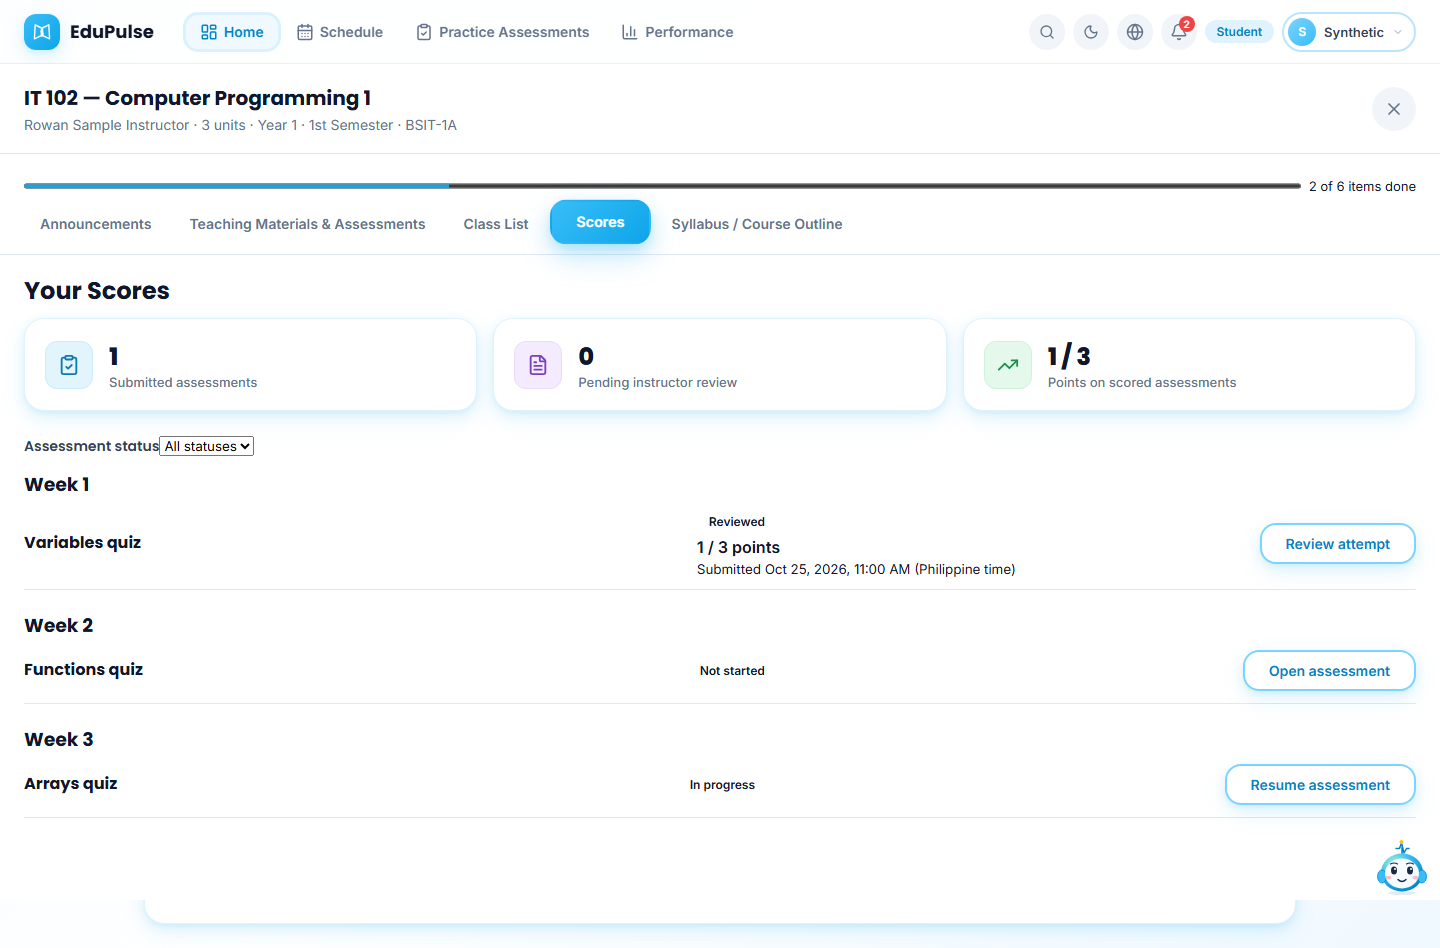 EduPulse
Home
Schedule
Practice Assessments
Performance
2
Student
S
Synthetic
IT 102 — Computer Programming 1
Rowan Sample Instructor · 3 units · Year 1 · 1st Semester · BSIT-1A
2 of 6 items done
Announcements
Teaching Materials & Assessments
Class List
Scores
Syllabus / Course Outline
Your Scores
1
Submitted assessments
0
Pending instructor review
1 / 3
Points on scored assessments
Assessment status
All statuses
Week 1
Variables quiz
Reviewed
1 / 3 points
Submitted Oct 25, 2026, 11:00 AM (Philippine time)
Review attempt
Week 2
Functions quiz
Not started
Open assessment
Week 3
Arrays quiz
In progress
Resume assessment